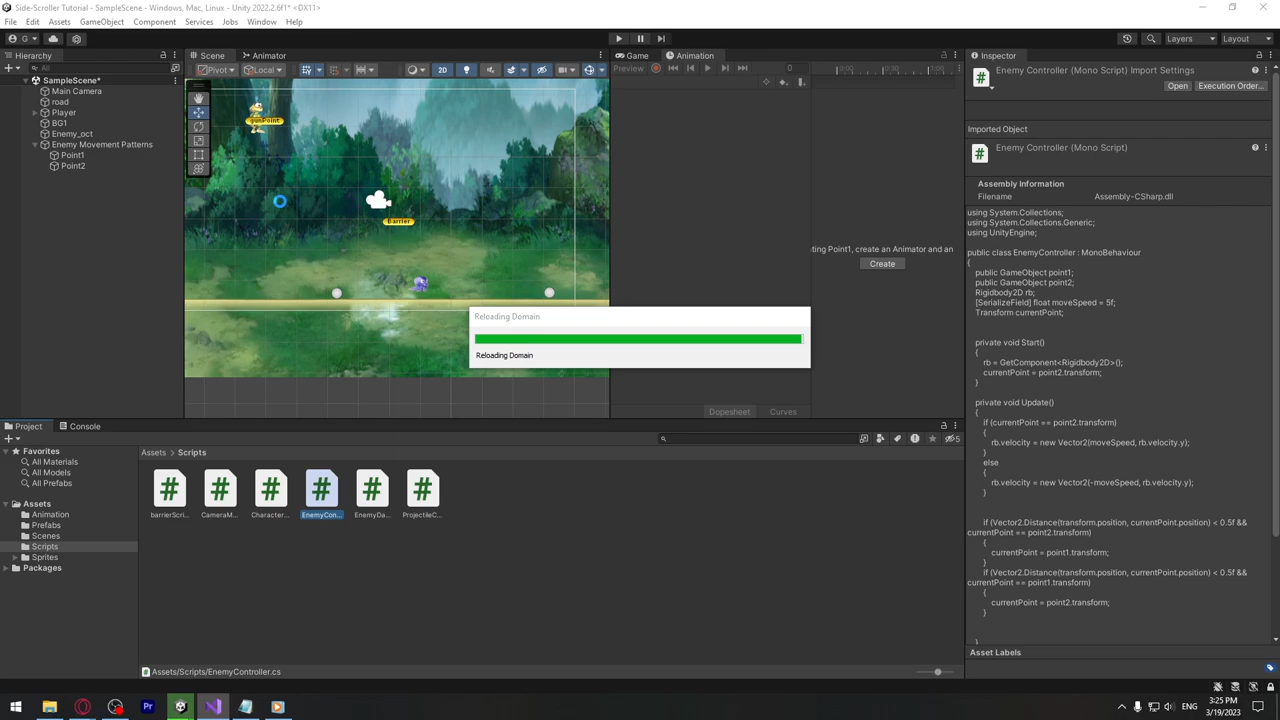 Side-Scroller Tutorial - SampleScene - Windows, Mac, Linux - Unity 2022.2.6f1* <DX11>
File Edit Assets GameObject Component Services Jobs Window Help
G
Layers
Layout
Hierarchy
All
SampleScene*
Main Camera
road
Player
BG1
Enemy_oct
Enemy Movement Patterns
Point1
Point2
Scene
Animator
Pivot
Local
2D
gunPoint
Barrier
Game
Animation
Preview
0
0:00
0:30
1:00
ting Point1, create an Animator and an
Create
Reloading Domain
Reloading Domain
Dopesheet
Curves
Inspector
Enemy Controller (Mono Script) Import Settings
Open
Execution Order...
Imported Object
Enemy Controller (Mono Script)
Assembly Information
Filename Assembly-CSharp.dll
using System.Collections;
using System.Collections.Generic;
using UnityEngine;
public class EnemyController : MonoBehaviour
{
public GameObject point1;
public GameObject point2;
Rigidbody2D rb;
[SerializeField] float moveSpeed = 5f;
Transform currentPoint;
private void Start()
{
rb = GetComponent<Rigidbody2D>();
currentPoint = point2.transform;
}
private void Update()
{
if (currentPoint == point2.transform)
{
rb.velocity = new Vector2(moveSpeed, rb.velocity.y);
}
else
{
rb.velocity = new Vector2(-moveSpeed, rb.velocity.y);
}
if (Vector2.Distance(transform.position, currentPoint.position) < 0.5f &&
currentPoint == point2.transform)
{
currentPoint = point1.transform;
}
if (Vector2.Distance(transform.position, currentPoint.position) < 0.5f &&
currentPoint == point1.transform)
{
currentPoint = point2.transform;
}
}
Asset Labels
Project
Console
5
Favorites
All Materials
All Models
All Prefabs
Assets
Animation
Prefabs
Scenes
Scripts
Sprites
Packages
Assets > Scripts
barrierScri...
CameraM...
Character...
EnemyCon...
EnemyDa...
ProjectileC...
Assets/Scripts/EnemyController.cs
Pr
ENG
3:25 PM
3/19/2023